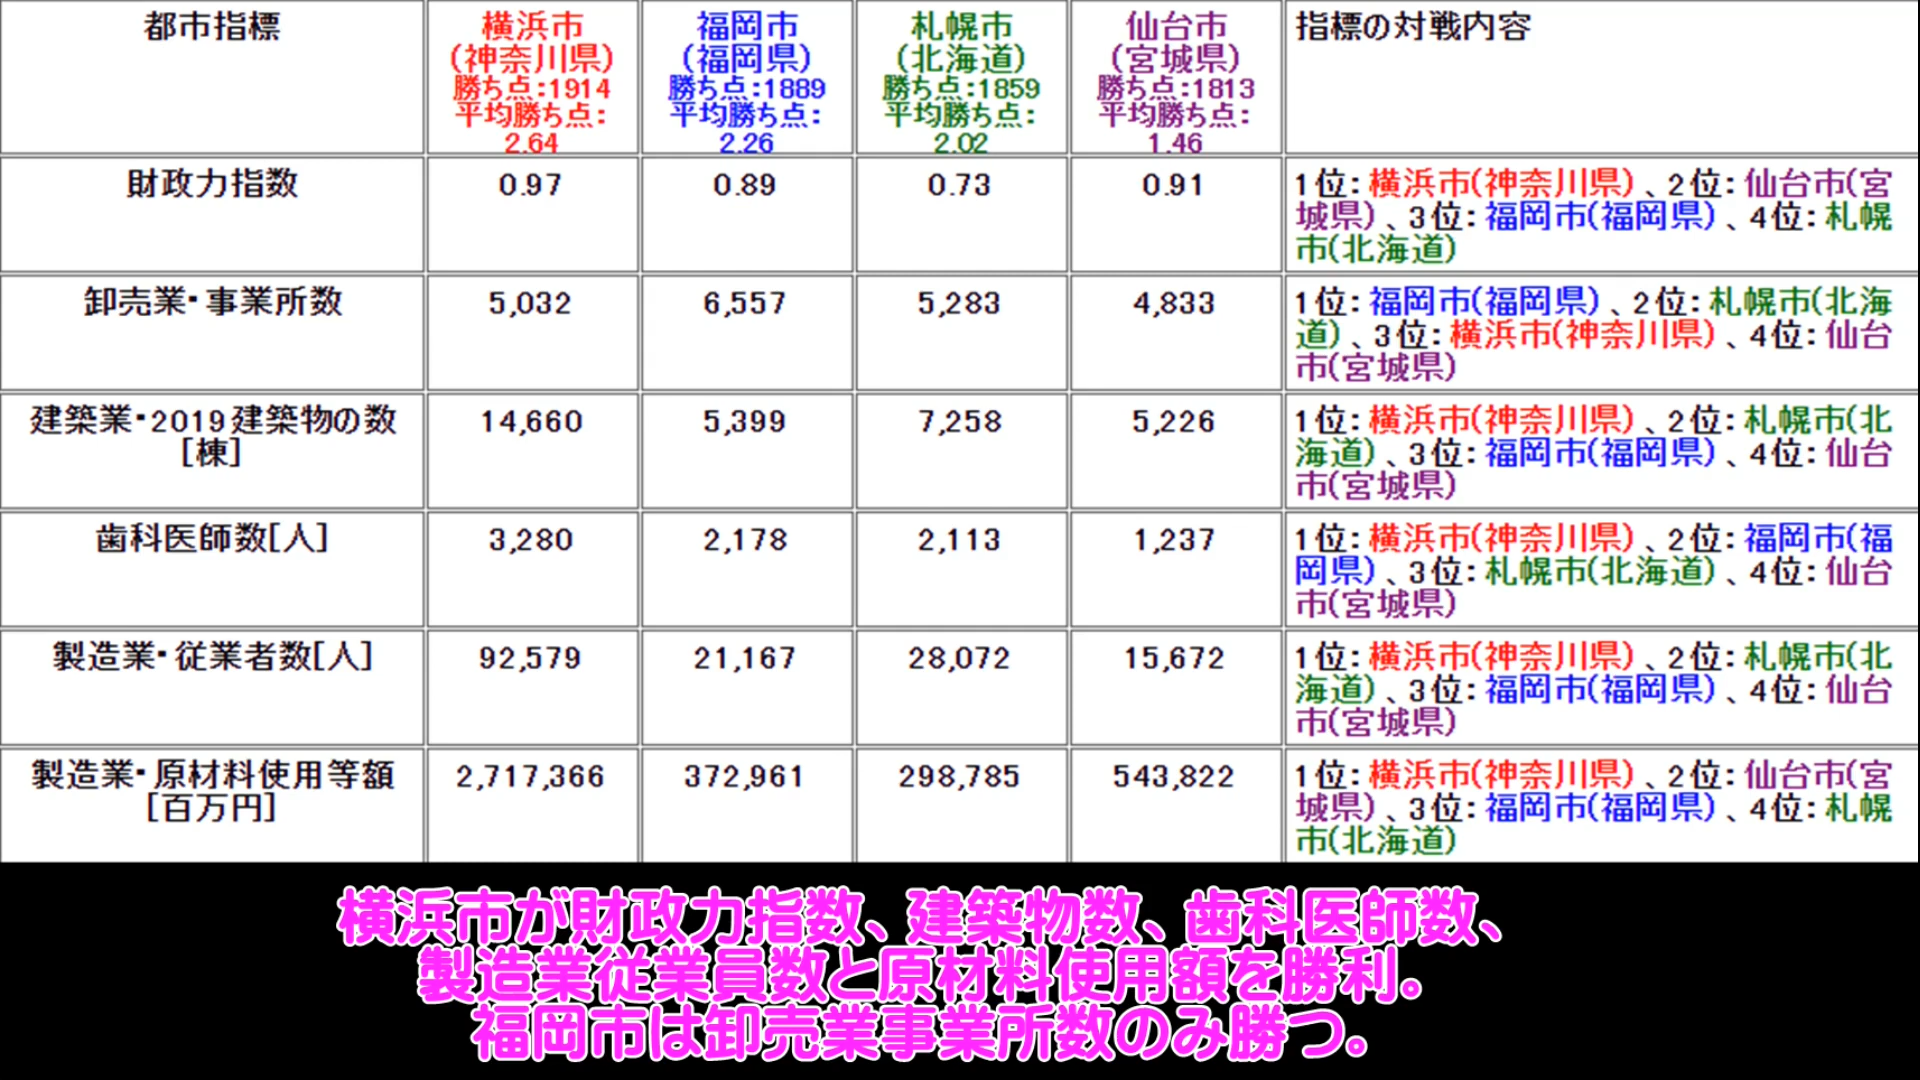 都市指標
横浜市
(神奈川県)
勝ち点:1914
平均勝ち点:
2.64
福岡市
(福岡県)
勝ち点:1889
平均勝ち点:
2.26
札幌市
(北海道)
勝ち点:1859
平均勝ち点:
2.02
仙台市
(宮城県)
勝ち点:1813
平均勝ち点:
1.46
指標の対戦内容
財政力指数
0.97
0.89
0.73
0.91
1位:横浜市(神奈川県)、2位:仙台市(宮
城県)、3位:福岡市(福岡県)、4位:札幌
市(北海道)
卸売業・事業所数
5,032
6,557
5,283
4,833
1位:福岡市(福岡県)、2位:札幌市(北海
道)、3位:横浜市(神奈川県)、4位:仙台
市(宮城県)
建築業・2019建築物の数
[棟]
14,660
5,399
7,258
5,226
1位:横浜市(神奈川県)、2位:札幌市(北
海道)、3位:福岡市(福岡県)、4位:仙台
市(宮城県)
歯科医師数[人]
3,280
2,178
2,113
1,237
1位:横浜市(神奈川県)、2位:福岡市(福
岡県)、3位:札幌市(北海道)、4位:仙台
市(宮城県)
製造業・従業者数[人]
92,579
21,167
28,072
15,672
1位:横浜市(神奈川県)、2位:札幌市(北
海道)、3位:福岡市(福岡県)、4位:仙台
市(宮城県)
製造業・原材料使用等額
[百万円]
2,717,366
372,961
298,785
543,822
1位:横浜市(神奈川県)、2位:仙台市(宮
城県)、3位:福岡市(福岡県)、4位:札幌
市(北海道)
横浜市が財政力指数、建築物数、歯科医師数、
製造業従業員数と原材料使用額を勝利。
福岡市は卸売業事業所数のみ勝つ。